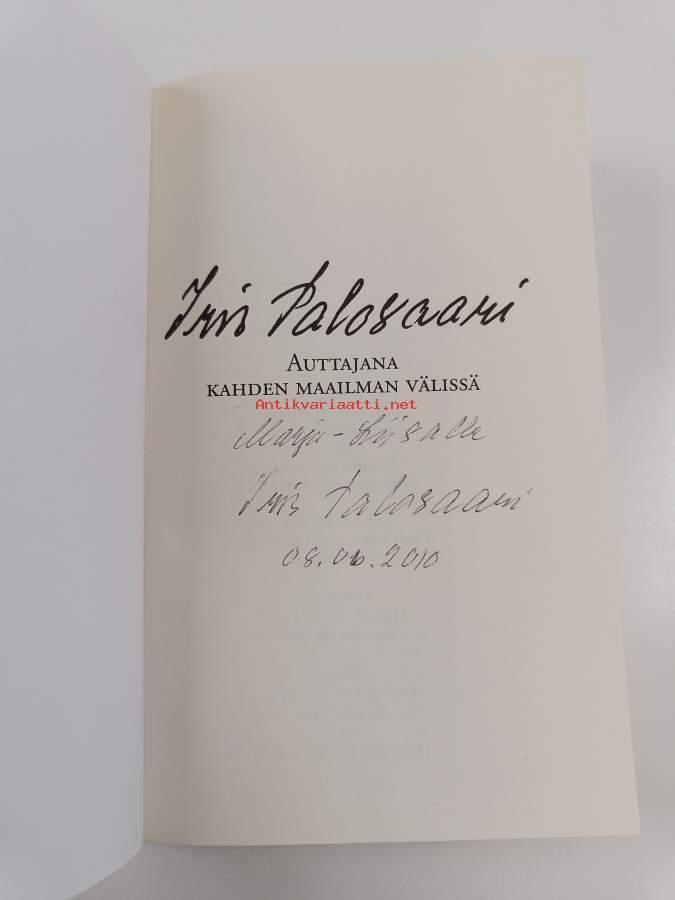 Iris Palosaari
AUTTAJANA
KAHDEN MAAILMAN VÄLISSÄ
Antikvariaatti.net
Marja-Liisalle
Iris Palosaari
08.06.2010